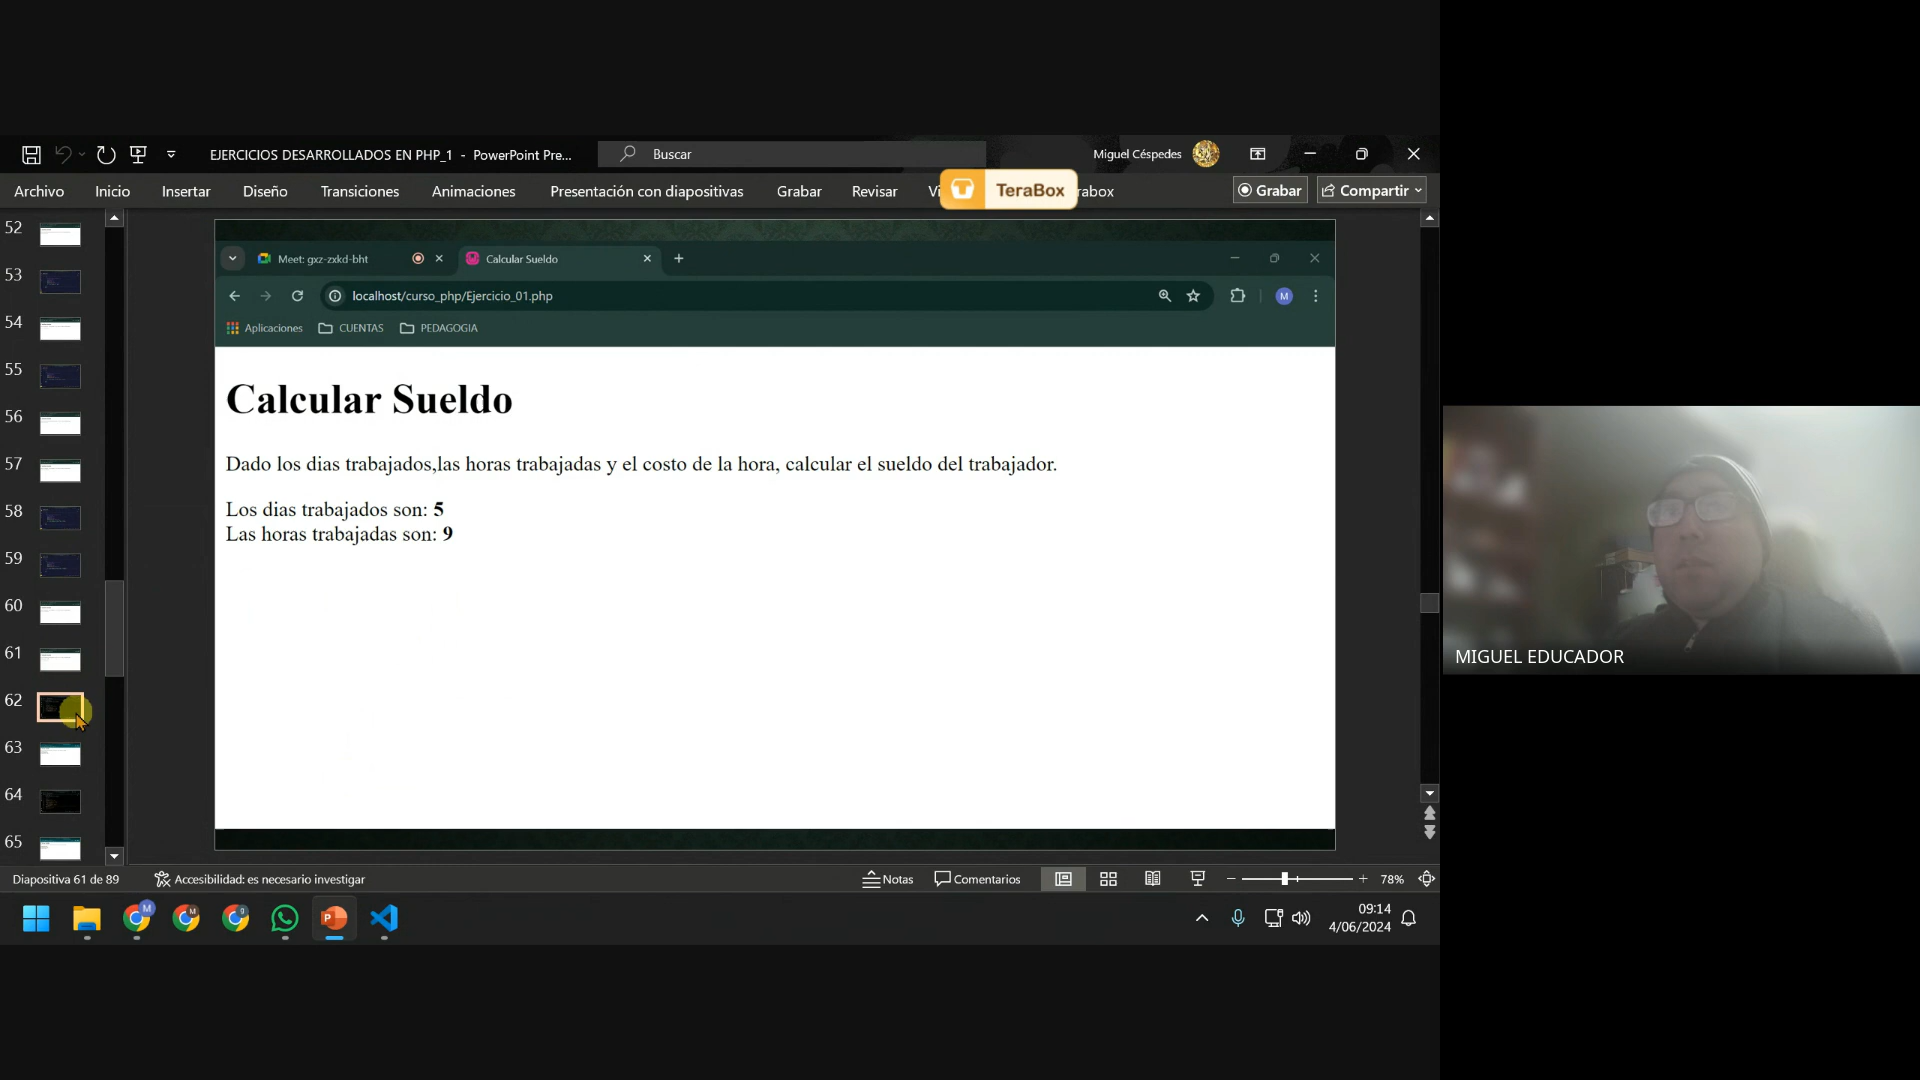 EJERCICIOS DESARROLLADOS EN PHP_1 - PowerPoint Pre...
Buscar
Miguel Céspedes
Archivo Inicio Insertar Diseño Transiciones Animaciones Presentación con diapositivas Grabar Revisar Vi TeraBox rabox Grabar Compartir
52
53
54
55
56
57
58
59
60
61
62
63
64
65
Meet: gxz-zxkd-bht
Calcular Sueldo
localhost/curso_php/Ejercicio_01.php
M
Aplicaciones CUENTAS PEDAGOGIA
Calcular Sueldo
Dado los dias trabajados,las horas trabajadas y el costo de la hora, calcular el sueldo del trabajador.
Los dias trabajados son: 5
Las horas trabajadas son: 9
MIGUEL EDUCADOR
Diapositiva 61 de 89 Accesibilidad: es necesario investigar Notas Comentarios 78%
09:14
4/06/2024